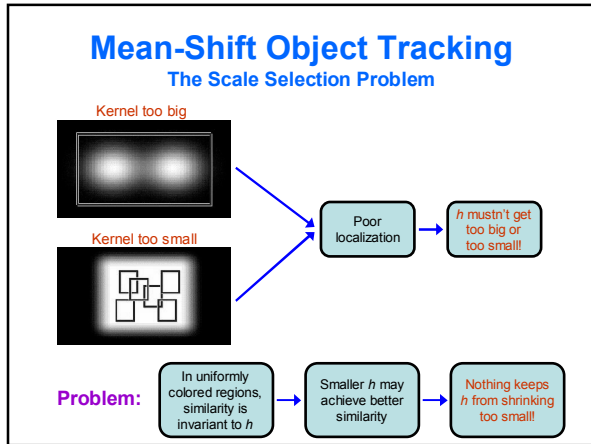 Mean-Shift Object Tracking
The Scale Selection Problem
Kernel too big
Kernel too small
Poor
localization
h mustn't get
too big or
too small!
Problem:
In uniformly
colored regions,
similarity is
invariant to h
Smaller h may
achieve better
similarity
Nothing keeps
h from shrinking
too small!